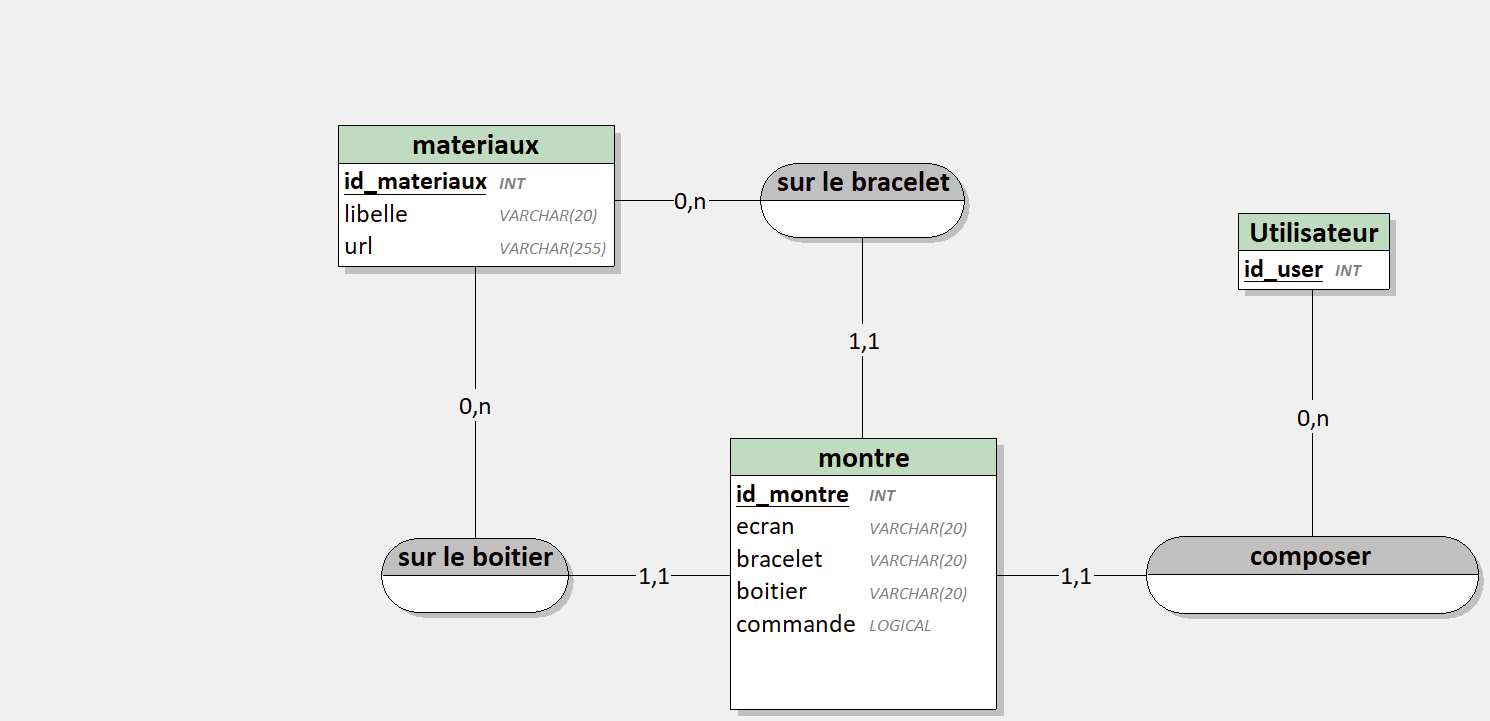 materiaux
id_materiaux INT
libelle VARCHAR(20)
url VARCHAR(255)
0,n
sur le bracelet
Utilisateur
id_user INT
1,1
0,n
0,n
montre
id_montre INT
ecran VARCHAR(20)
bracelet VARCHAR(20)
boitier VARCHAR(20)
commande LOGICAL
sur le boitier
1,1
1,1
composer